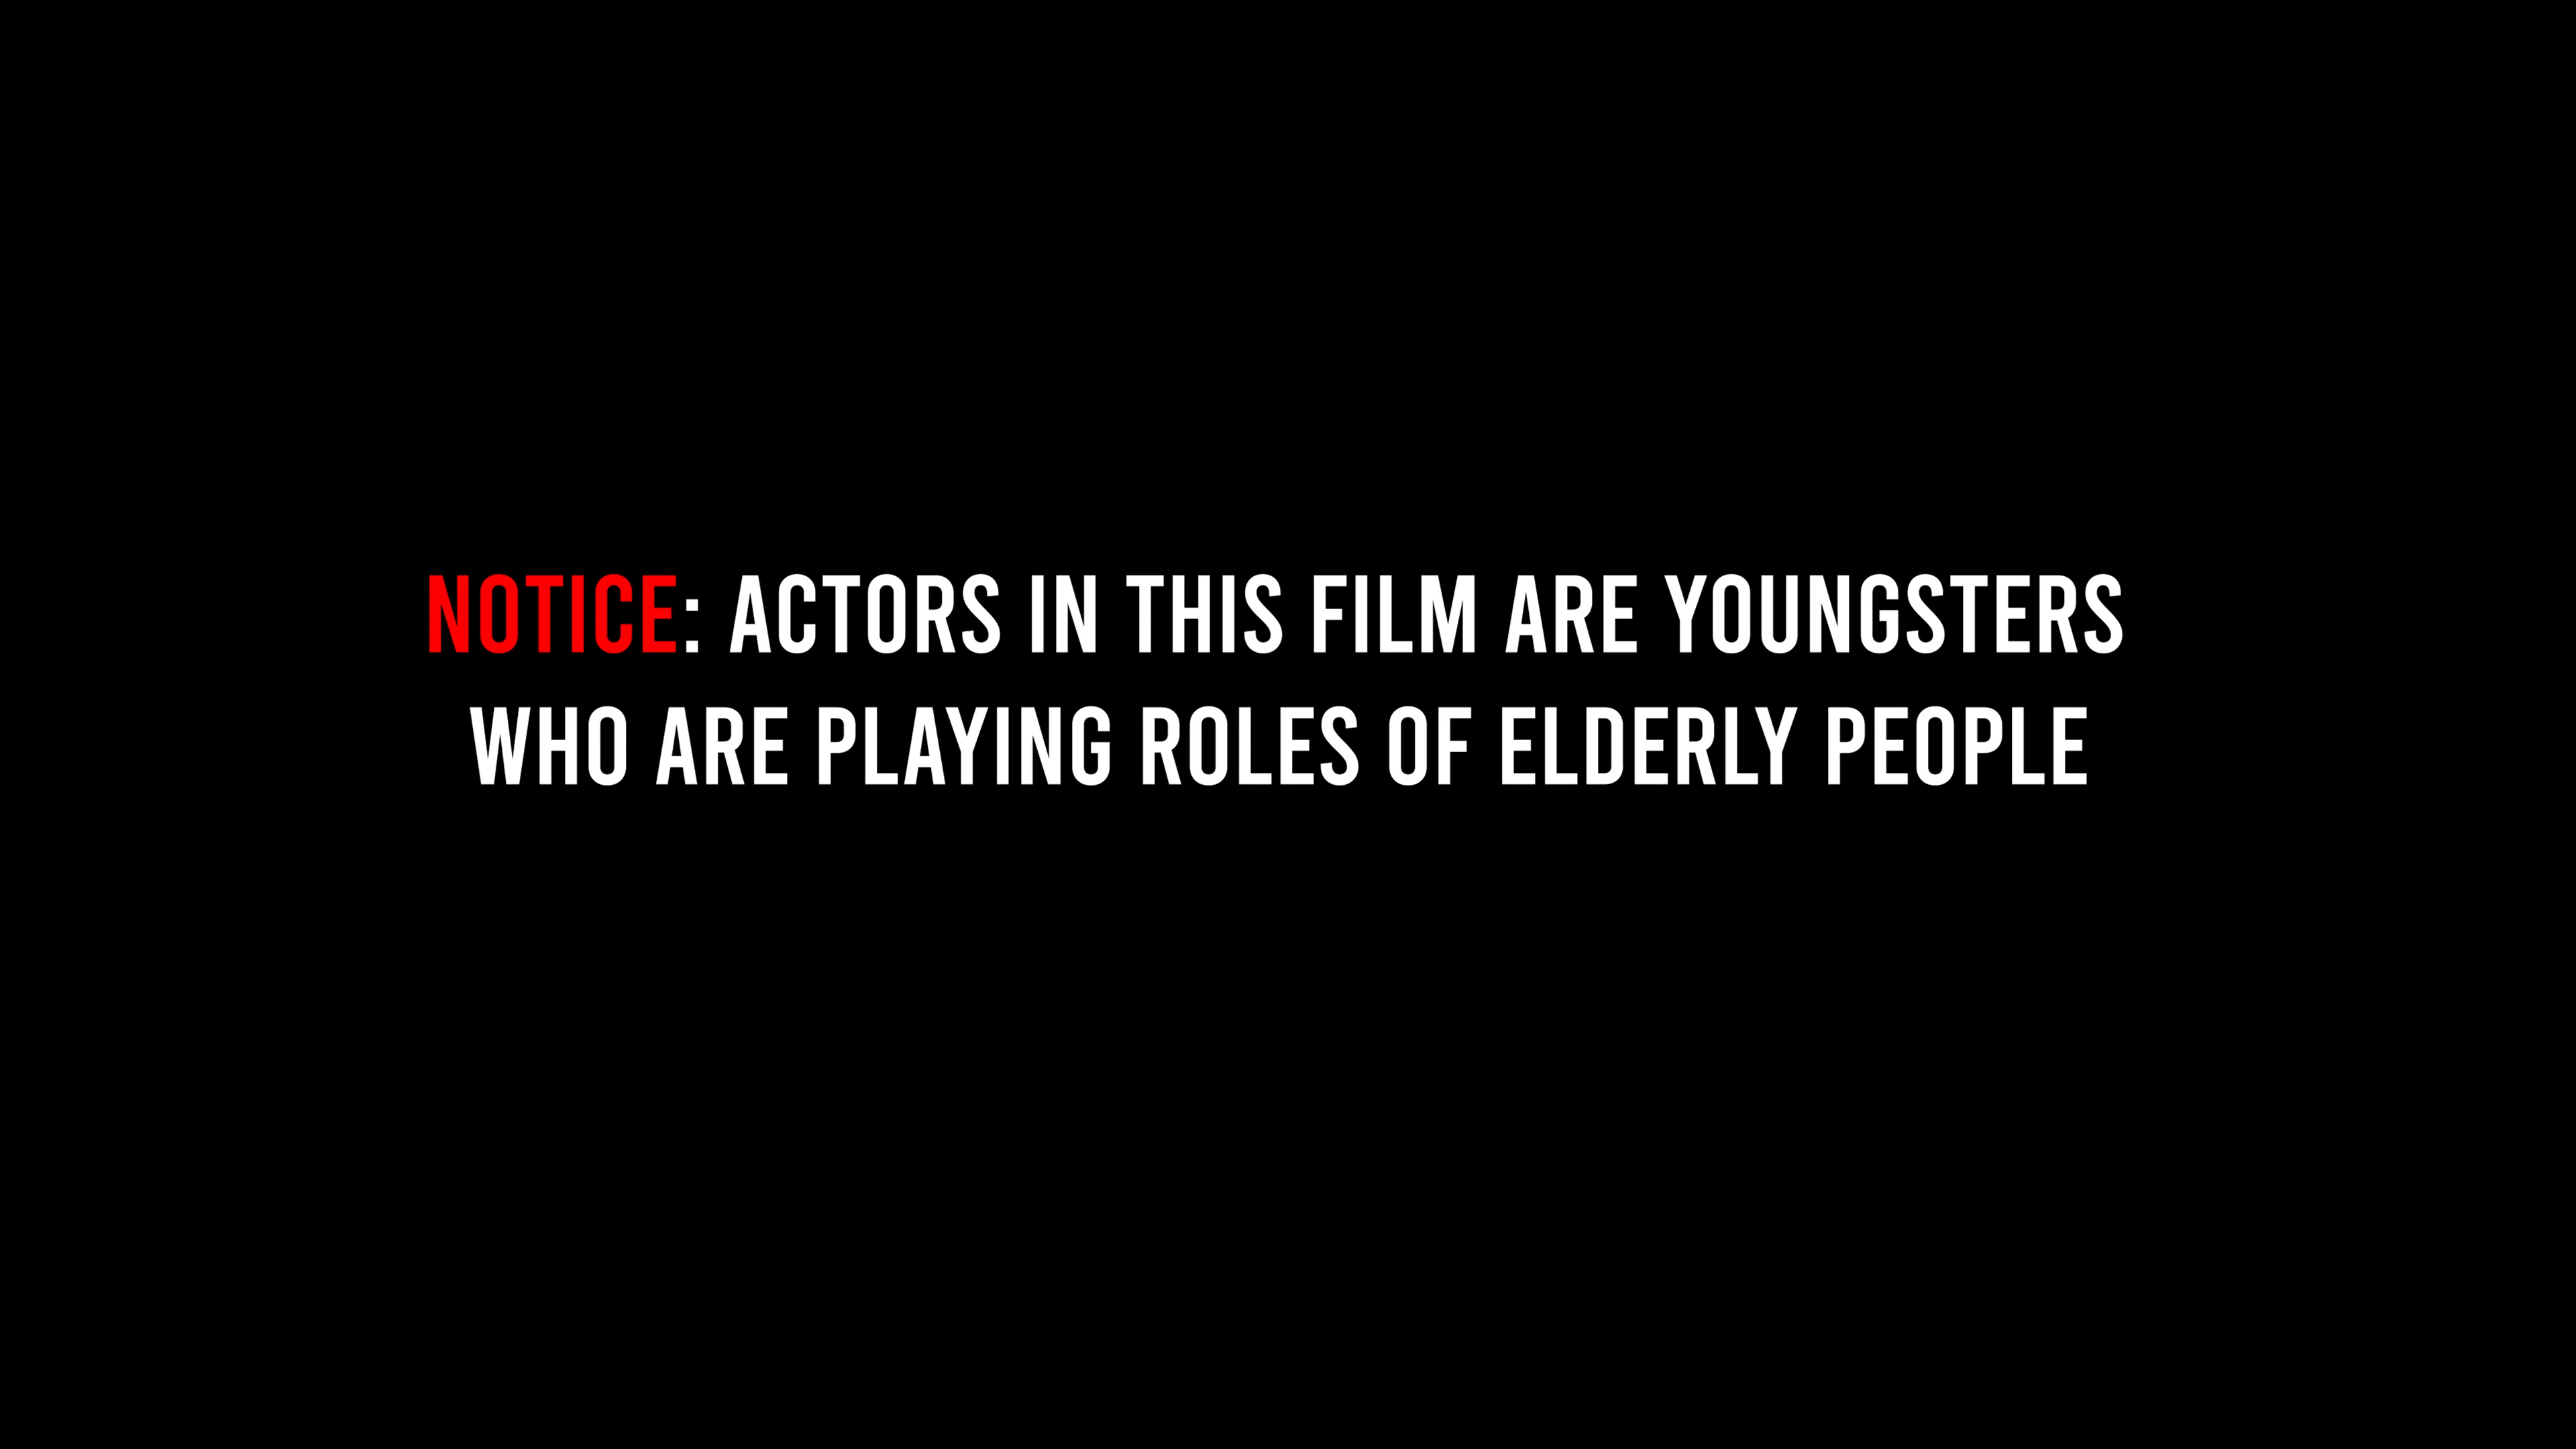 NOTICE: ACTORS IN THIS FILM ARE YOUNGSTERS
WHO ARE PLAYING ROLES OF ELDERLY PEOPLE